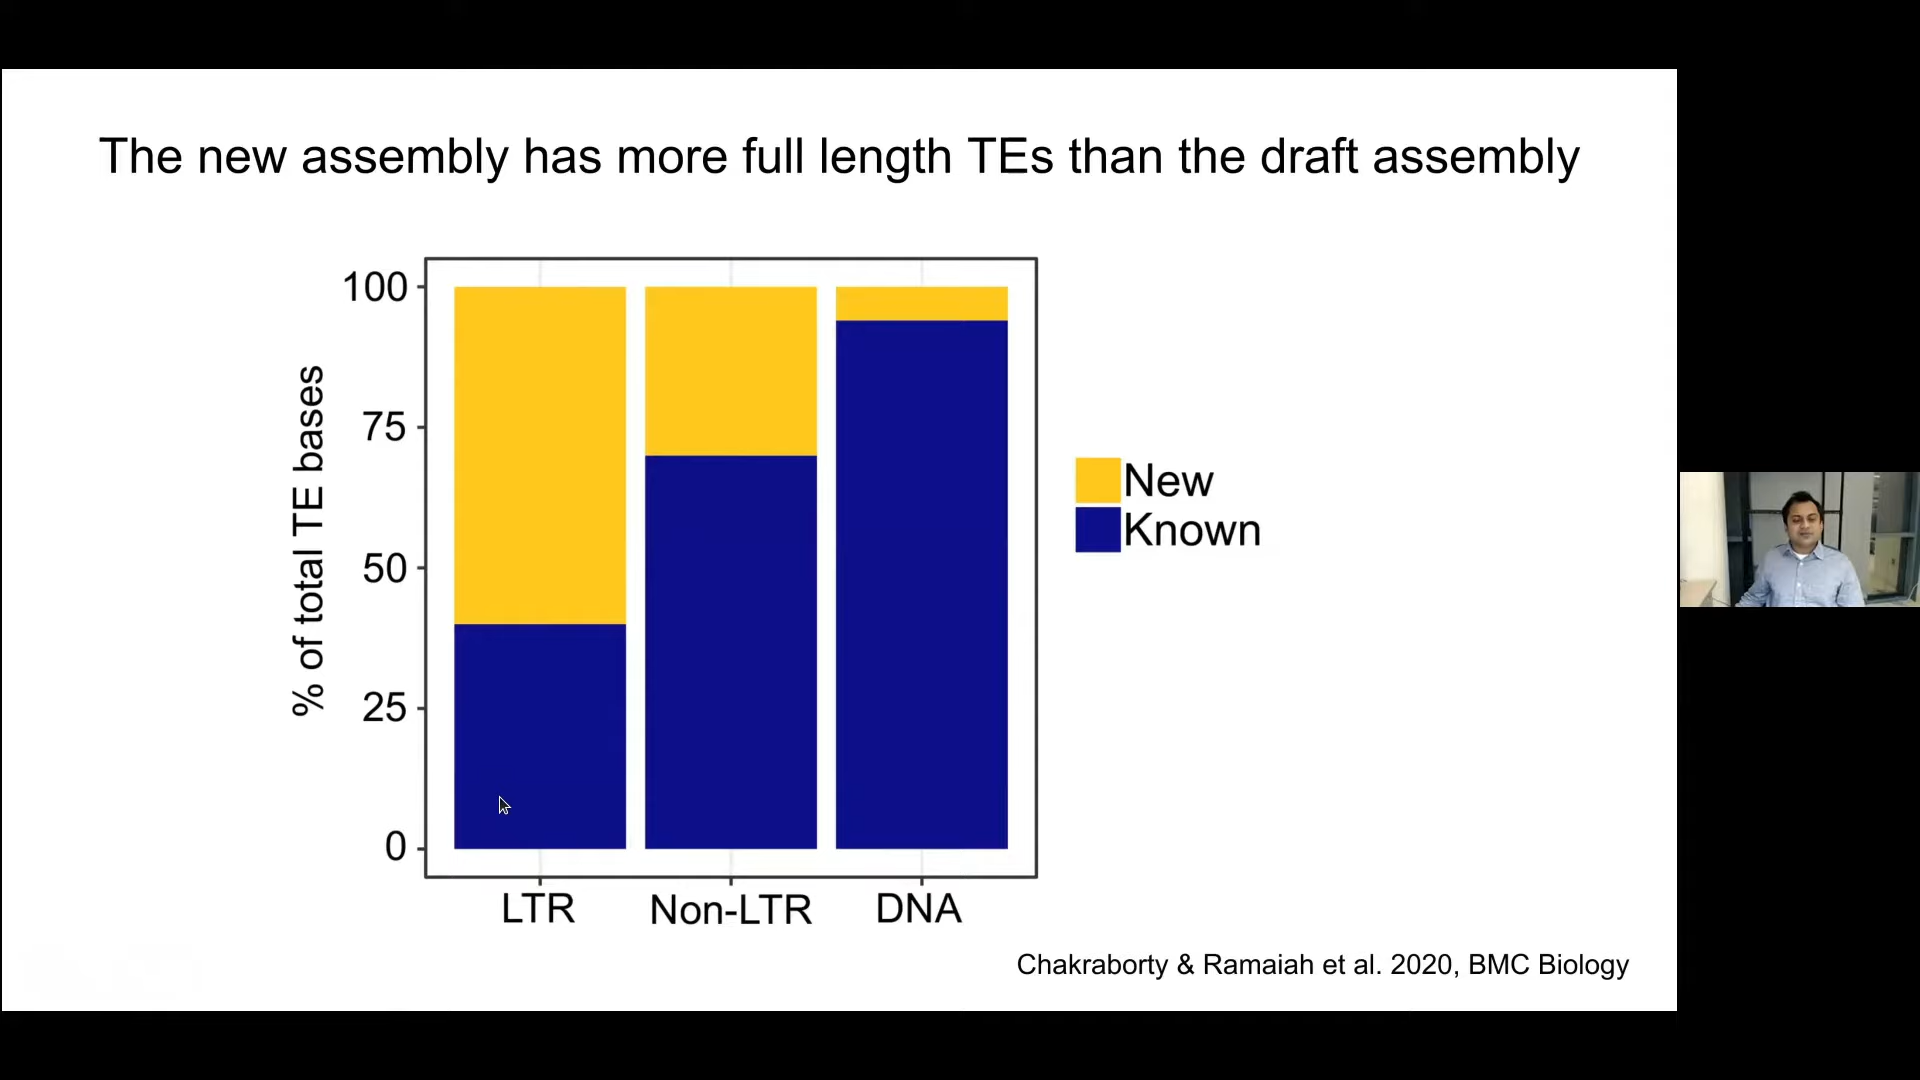 The new assembly has more full length TEs than the draft assembly
% of total TE bases
100
75
50
25
0
LTR
Non-LTR
DNA
New
Known
Chakraborty & Ramaiah et al. 2020, BMC Biology